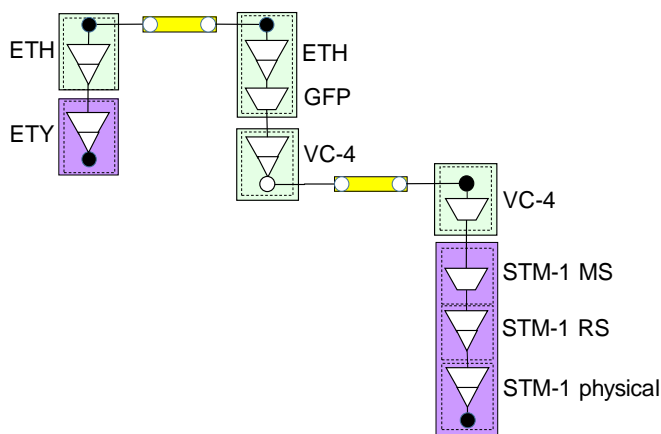 ETH
ETH
GFP
ETY
VC-4
VC-4
STM-1 MS
STM-1 RS
STM-1 physical